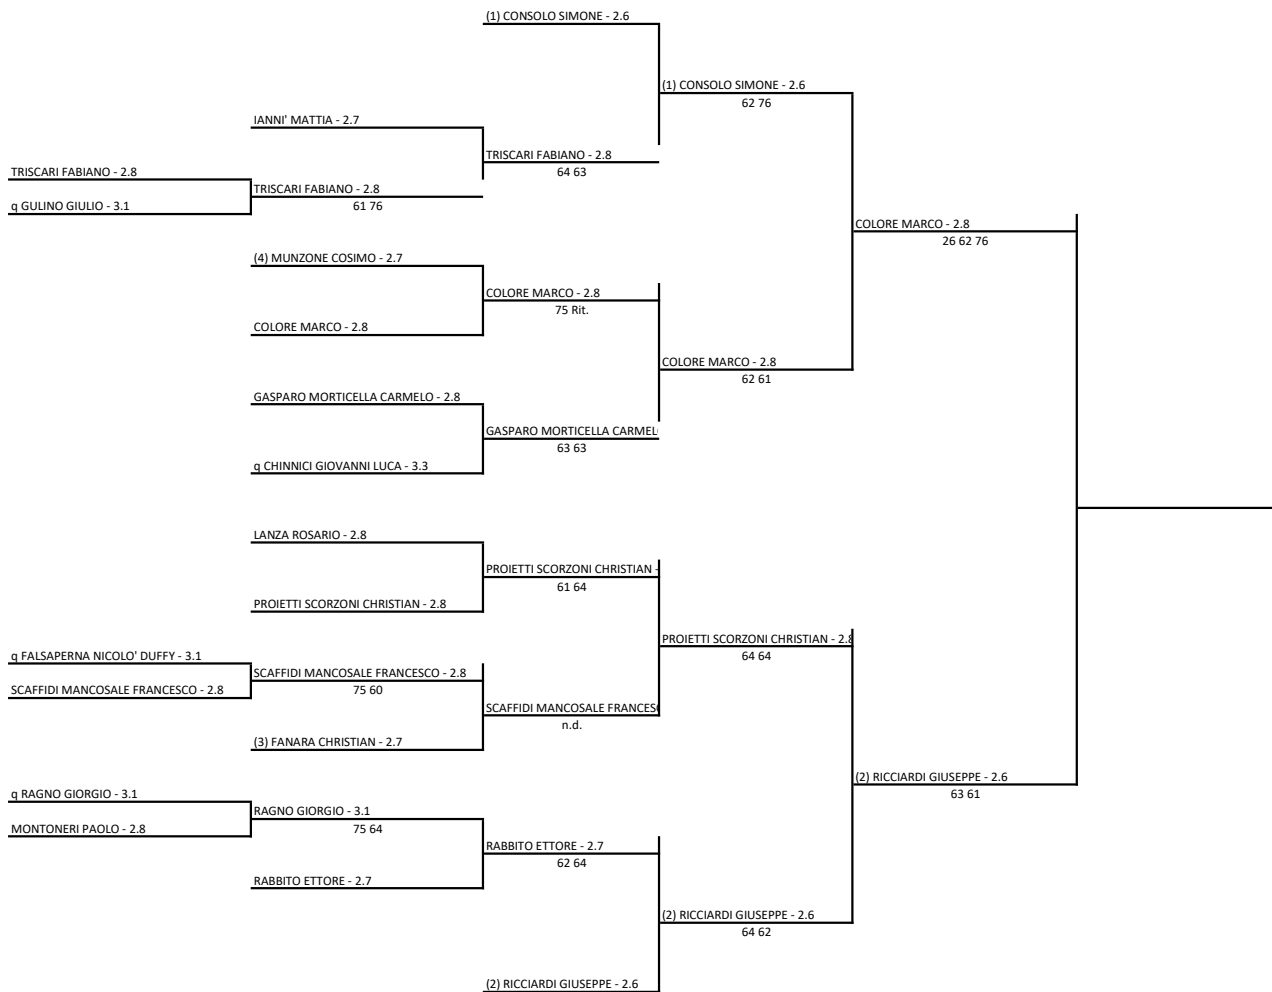 (1) CONSOLO SIMONE - 2.6
(1) CONSOLO SIMONE - 2.6
62 76
IANNI' MATTIA - 2.7
TRISCARI FABIANO - 2.8
64 63
TRISCARI FABIANO - 2.8
TRISCARI FABIANO - 2.8
61 76
q GULINO GIULIO - 3.1
COLORE MARCO - 2.8
26 62 76
(4) MUNZONE COSIMO - 2.7
COLORE MARCO - 2.8
75 Rit.
COLORE MARCO - 2.8
COLORE MARCO - 2.8
62 61
GASPARO MORTICELLA CARMELO - 2.8
GASPARO MORTICELLA CARMEL
63 63
q CHINNICI GIOVANNI LUCA - 3.3
LANZA ROSARIO - 2.8
PROIETTI SCORZONI CHRISTIAN -
61 64
PROIETTI SCORZONI CHRISTIAN - 2.8
PROIETTI SCORZONI CHRISTIAN - 2.8
64 64
q FALSAPERNA NICOLO' DUFFY - 3.1
SCAFFIDI MANCOSALE FRANCESCO - 2.8
75 60
SCAFFIDI MANCOSALE FRANCESCO - 2.8
SCAFFIDI MANCOSALE FRANCESC
n.d.
(3) FANARA CHRISTIAN - 2.7
(2) RICCIARDI GIUSEPPE - 2.6
63 61
q RAGNO GIORGIO - 3.1
RAGNO GIORGIO - 3.1
75 64
MONTONERI PAOLO - 2.8
RABBITO ETTORE - 2.7
62 64
RABBITO ETTORE - 2.7
(2) RICCIARDI GIUSEPPE - 2.6
64 62
(2) RICCIARDI GIUSEPPE - 2.6